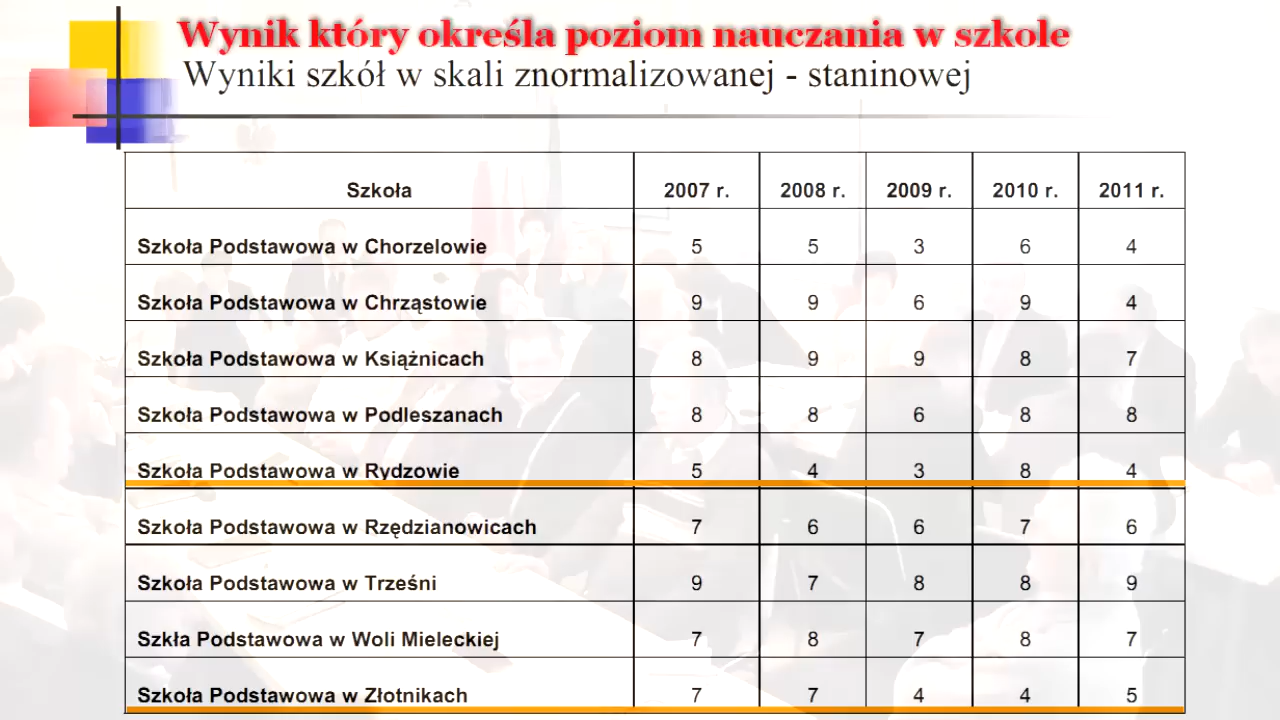 Wynik który określa poziom nauczania w szkole
Wyniki szkół w skali znormalizowanej - staninowej
Szkoła 2007 r. 2008 r. 2009 r. 2010 r. 2011 r.
Szkoła Podstawowa w Chorzelowie 5 5 3 6 4
Szkoła Podstawowa w Chrząstowie 9 9 6 9 4
Szkoła Podstawowa w Książnicach 8 9 9 8 7
Szkoła Podstawowa w Podleszanach 8 8 6 8 8
Szkoła Podstawowa w Rydzowie 5 4 3 8 4
Szkoła Podstawowa w Rzędzianowicach 7 6 6 7 6
Szkoła Podstawowa w Trześni 9 7 8 8 9
Szkła Podstawowa w Woli Mieleckiej 7 8 7 8 7
Szkoła Podstawowa w Złotnikach 7 7 4 4 5